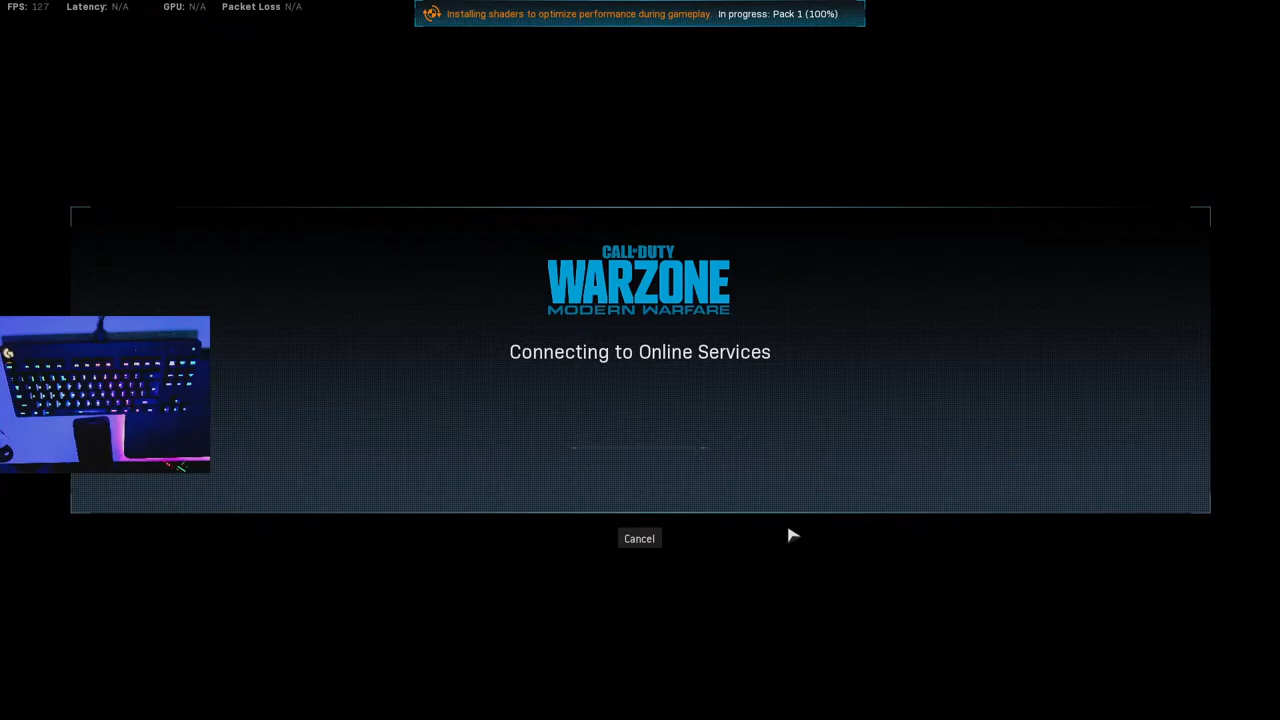 FPS: 127 Latency: N/A GPU: N/A Packet Loss N/A
Installing shaders to optimize performance during gameplay. In progress: Pack 1 (100%)
CALL OF DUTY
WARZONE
MODERN WARFARE
Connecting to Online Services
Cancel